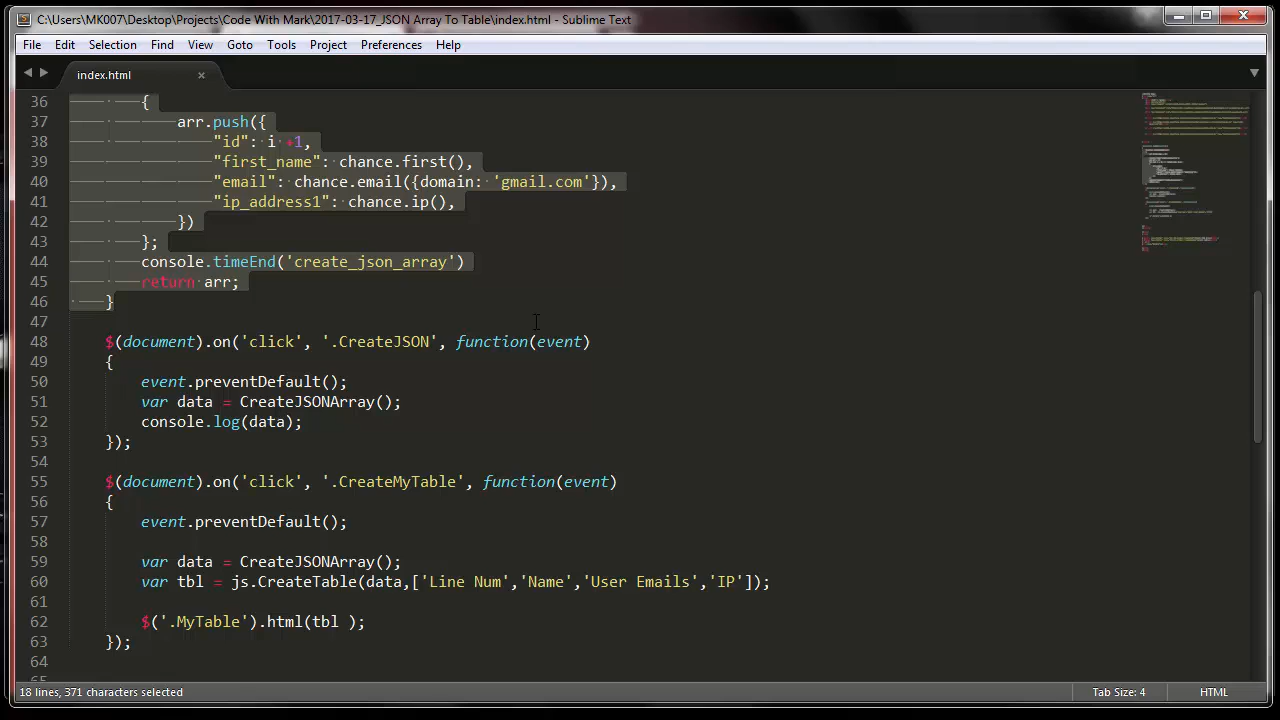 C:\Users\MK007\Desktop\Projects\Code With Mark\2017-03-17_JSON Array To Table\index.html - Sublime Text
File Edit Selection Find View Goto Tools Project Preferences Help
index.html ×
36 {
37 arr.push({
38 "id": i +1,
39 "first_name": chance.first(),
40 "email": chance.email({domain: 'gmail.com'}),
41 "ip_address1": chance.ip(),
42 })
43 };
44 console.timeEnd('create_json_array')
45 return arr;
46 }
47
48 $(document).on('click', '.CreateJSON', function(event)
49 {
50 event.preventDefault();
51 var data = CreateJSONArray();
52 console.log(data);
53 });
54
55 $(document).on('click', '.CreateMyTable', function(event)
56 {
57 event.preventDefault();
58
59 var data = CreateJSONArray();
60 var tbl = js.CreateTable(data,['Line Num','Name','User Emails','IP']);
61
62 $('.MyTable').html(tbl );
63 });
64
65
18 lines, 371 characters selected Tab Size: 4 HTML